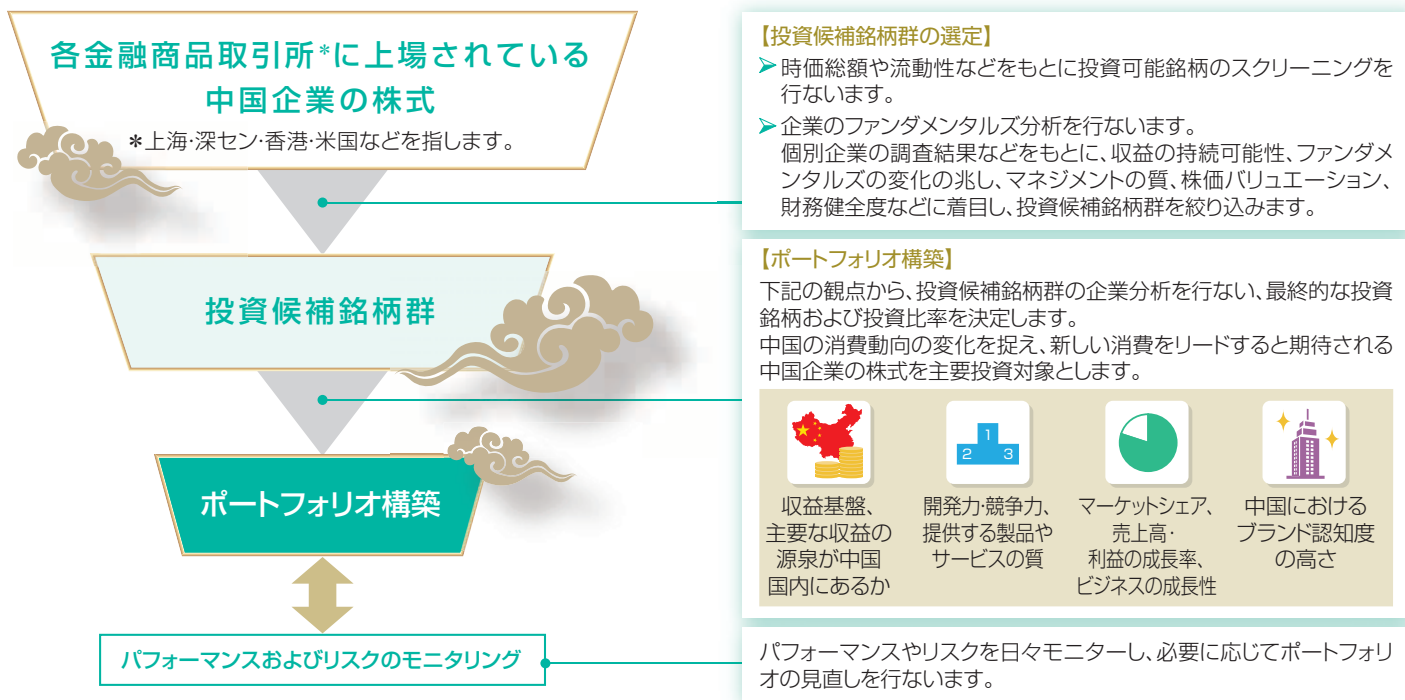 各金融商品取引所*に上場されている
中国企業の株式
*上海・深セン・香港・米国などを指します。
投資候補銘柄群
ポートフォリオ構築
パフォーマンスおよびリスクのモニタリング
【投資候補銘柄群の選定】
➢時価総額や流動性などをもとに投資可能銘柄のスクリーニングを
行ないます。
➢企業のファンダメンタルズ分析を行ないます。
個別企業の調査結果などをもとに、収益の持続可能性、ファンダメ
ンタルズの変化の兆し、マネジメントの質、株価バリュエーション、
財務健全度などに着目し、投資候補銘柄群を絞り込みます。
【ポートフォリオ構築】
下記の観点から、投資候補銘柄群の企業分析を行ない、最終的な投資
銘柄および投資比率を決定します。
中国の消費動向の変化を捉え、新しい消費をリードすると期待される
中国企業の株式を主要投資対象とします。
収益基盤、
主要な収益の
源泉が中国
国内にあるか
1
2 3
開発力・競争力、
提供する製品や
サービスの質
マーケットシェア、
売上高・
利益の成長率、
ビジネスの成長性
中国における
ブランド認知度
の高さ
パフォーマンスやリスクを日々モニターし、必要に応じてポートフォリ
オの見直しを行ないます。